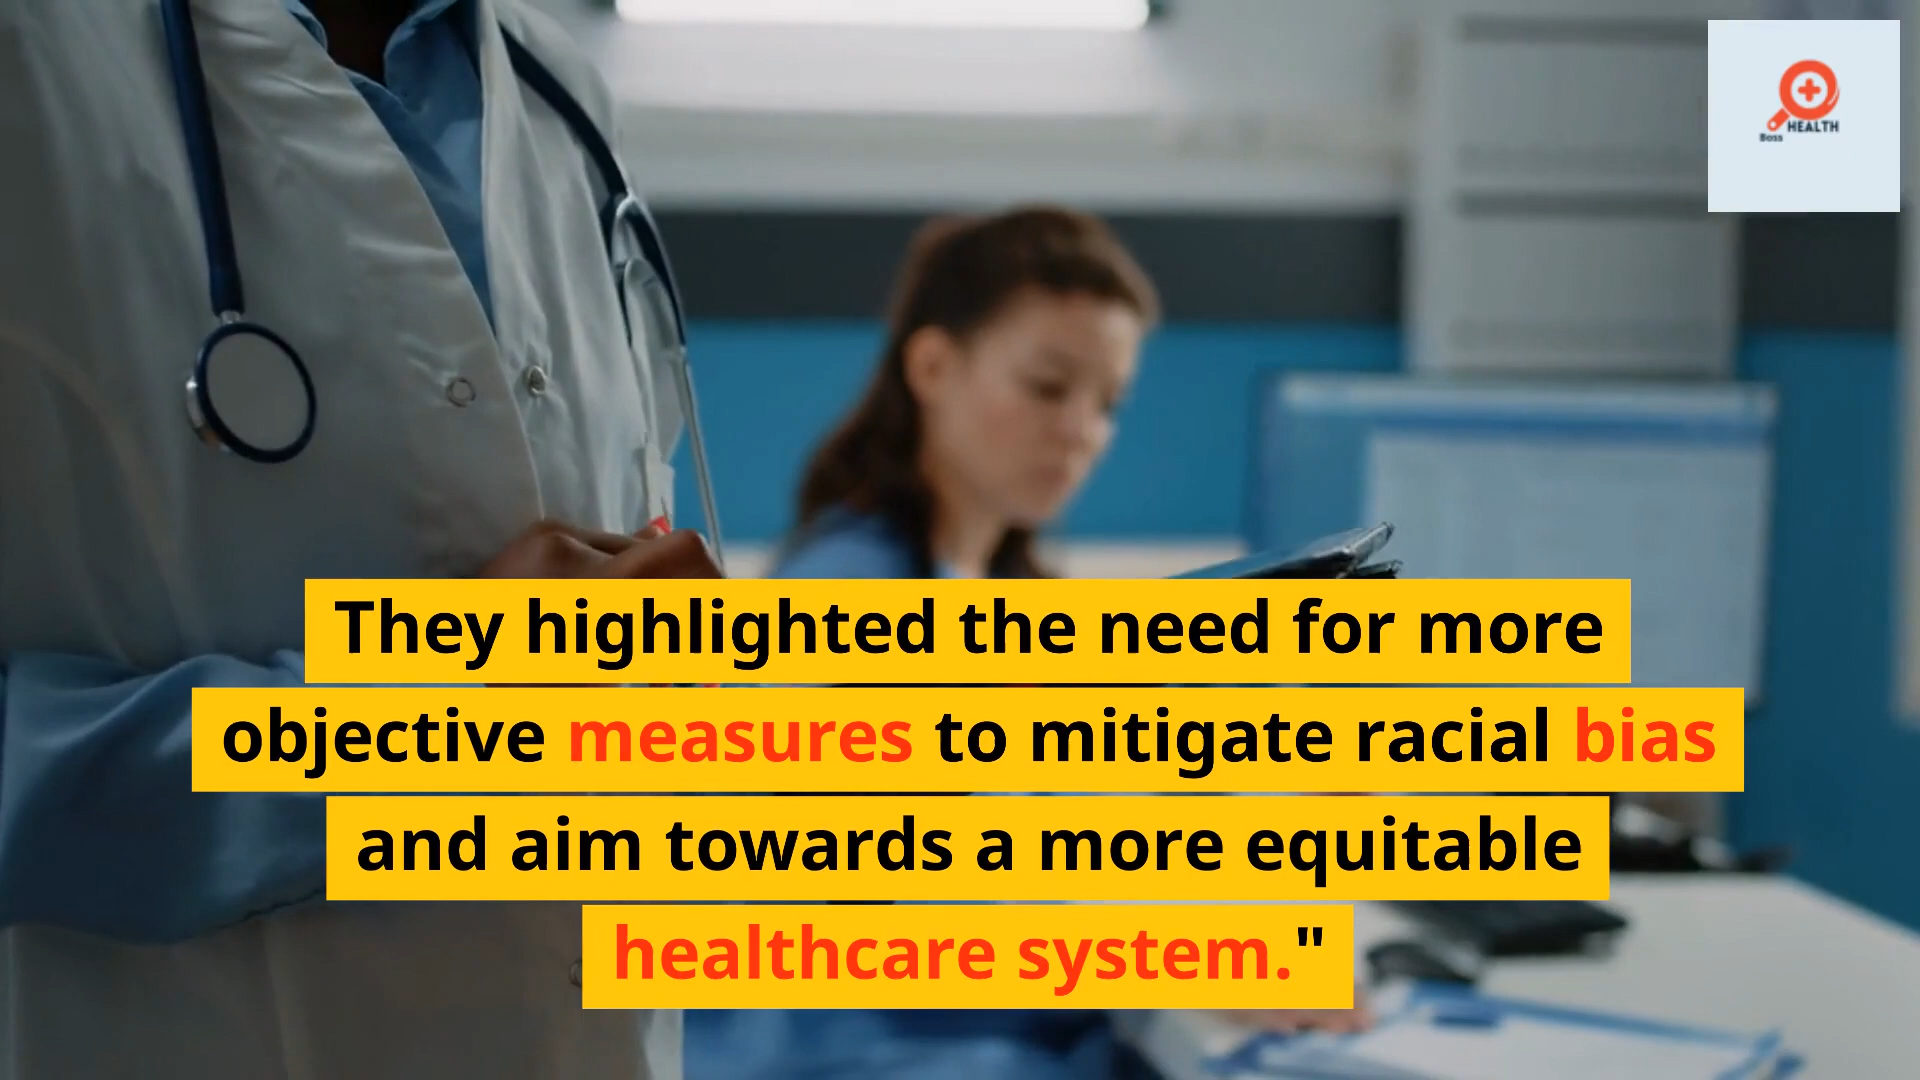 HEALTH
Boss
They highlighted the need for more
objective measures to mitigate racial bias
and aim towards a more equitable
healthcare system."